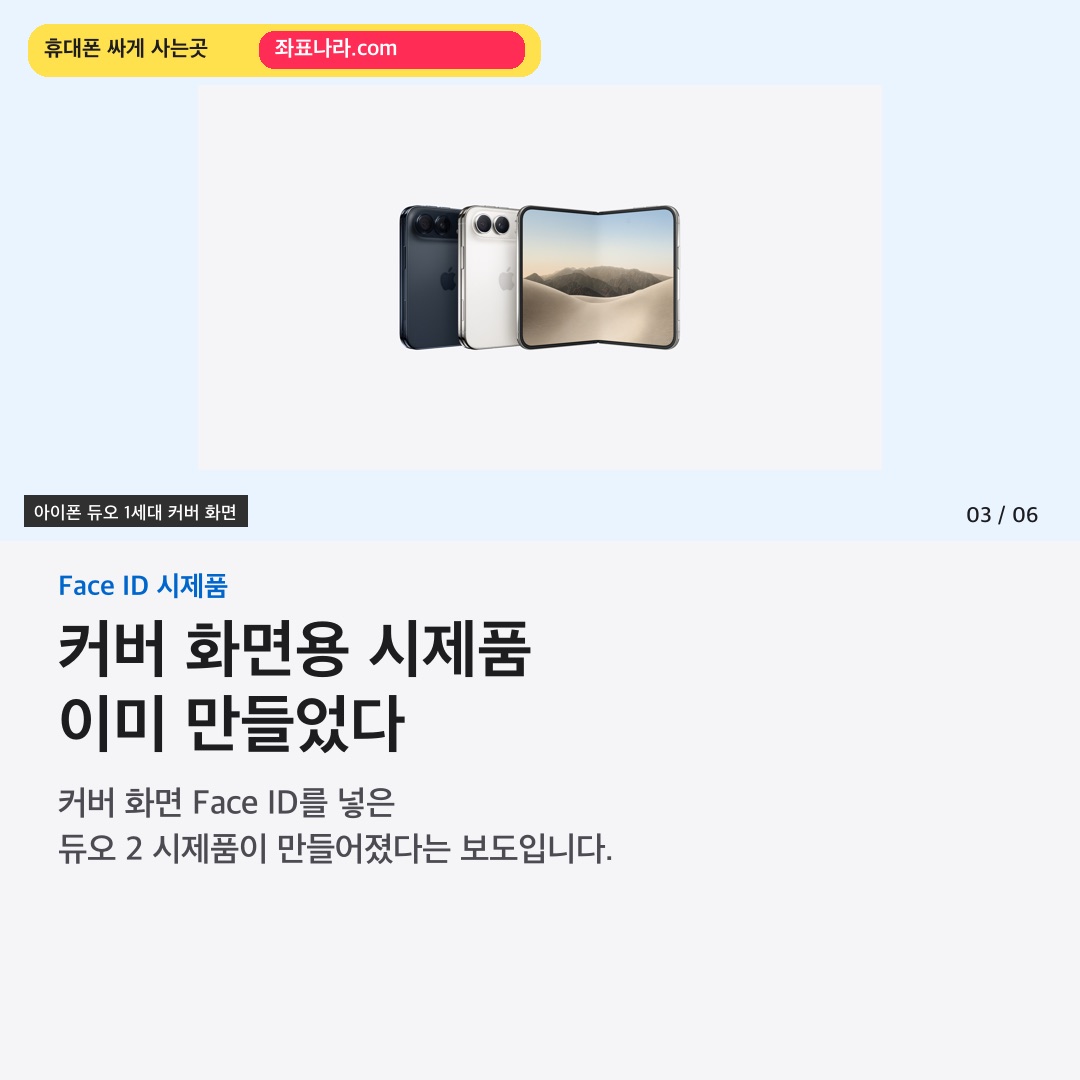 휴대폰 싸게 사는곳
좌표나라.com
아이폰 듀오 1세대 커버 화면
03 / 06
Face ID 시제품
커버 화면용 시제품
이미 만들었다
커버 화면 Face ID를 넣은
듀오 2 시제품이 만들어졌다는 보도입니다.